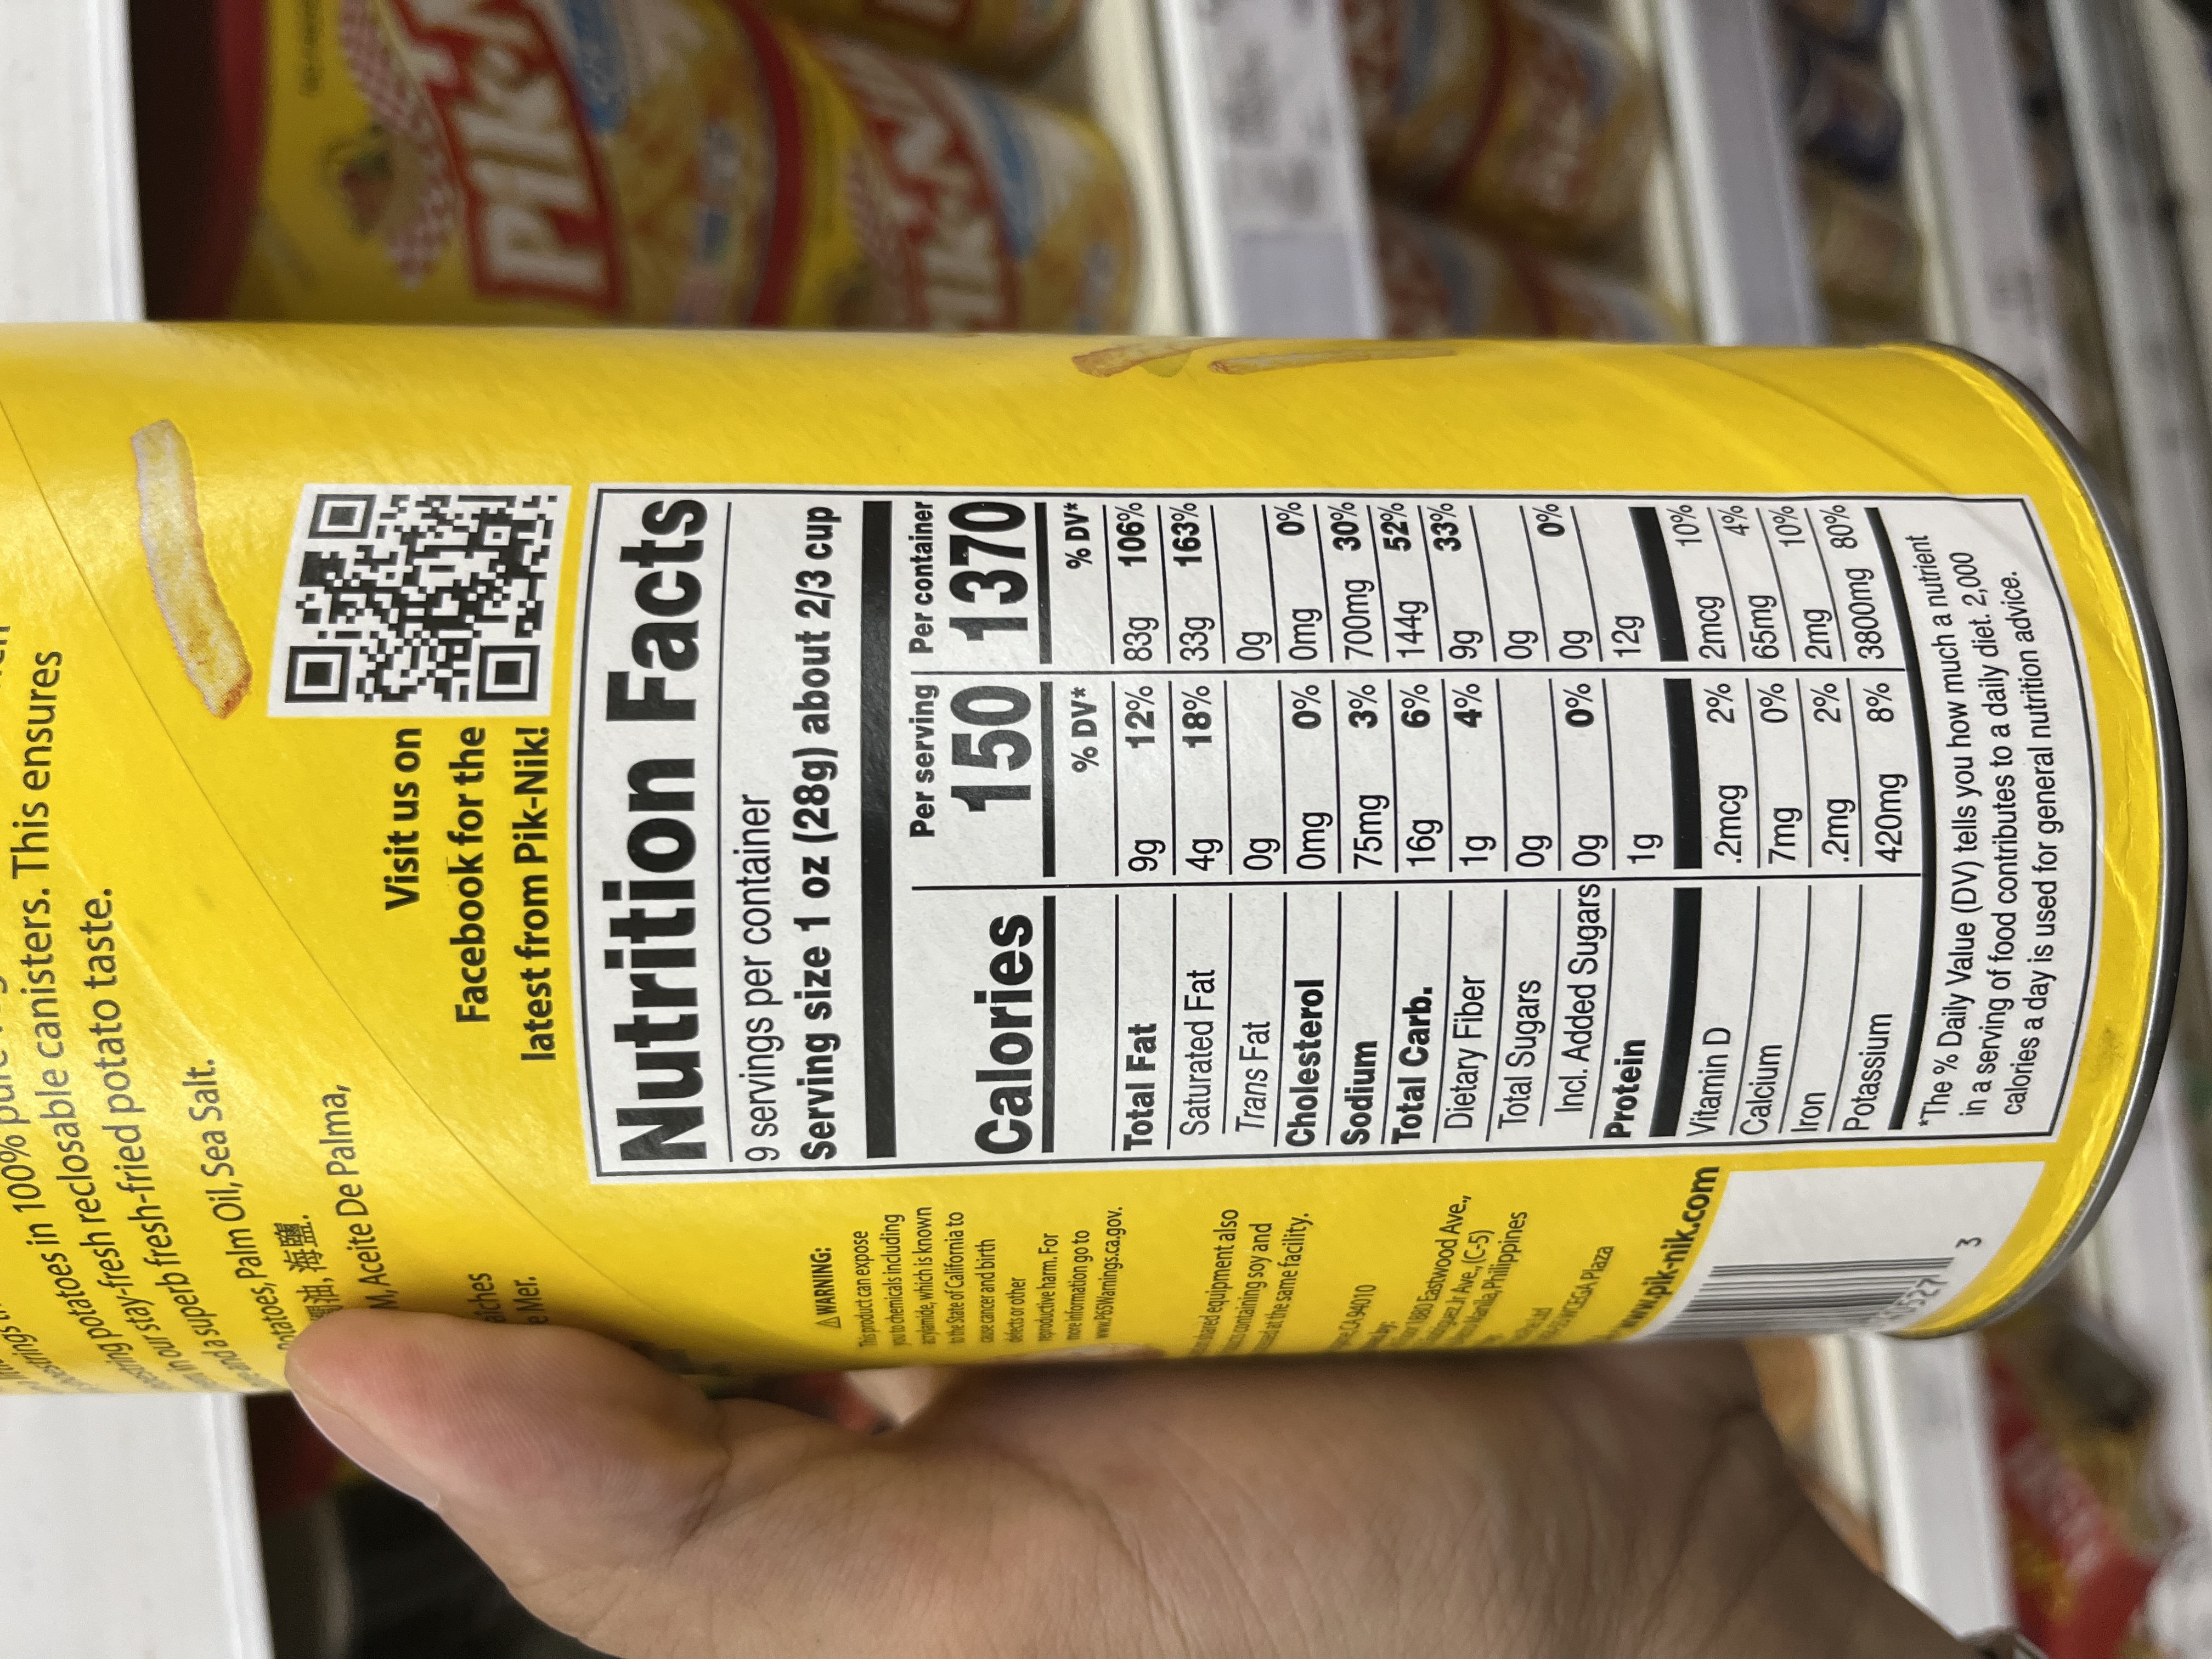 potatoes in 100%
in our stay-fresh reclosable canisters. This ensures
and a superb fresh-fried potato taste.
Potatoes, Palm Oil, Sea Salt.
油, 海鹽.
Aceite De Palma,
Mer.
Visit us on
Facebook for the
latest from Pik-Nik!
Nutrition Facts
9 servings per container
Serving size 1 oz (28g) about 2/3 cup
Per serving Per container
Calories 150 1370
% DV* % DV*
Total Fat 9g 12% 83g 106%
Saturated Fat 4g 18% 33g 163%
Trans Fat 0g 0g
Cholesterol 0mg 0% 0mg 0%
Sodium 75mg 3% 700mg 30%
Total Carb. 16g 6% 144g 52%
Dietary Fiber 1g 4% 9g 33%
Total Sugars 0g 0g
Incl. Added Sugars 0g 0% 0g 0%
Protein 1g 12g
Vitamin D .2mcg 2% 2mcg 10%
Calcium 7mg 0% 65mg 4%
Iron .2mg 2% 2mg 10%
Potassium 420mg 8% 3800mg 80%
*The % Daily Value (DV) tells you how much a nutrient
in a serving of food contributes to a daily diet. 2,000
calories a day is used for general nutrition advice.
⚠ WARNING:
This product can expose
you to chemicals including
acrylamide, which is known
to the State of California to
cause cancer and birth
defects or other
reproductive harm. For
more information go to
www.P65Warnings.ca.gov.
shared equipment also
containing soy and
at the same facility.
CA 94010
by:
1880 Eastwood Ave.,
Jr Ave., (C-5)
Manila, Philippines
Ltd
WCEGA Plaza
www.pik-nik.com
3
Pik-N